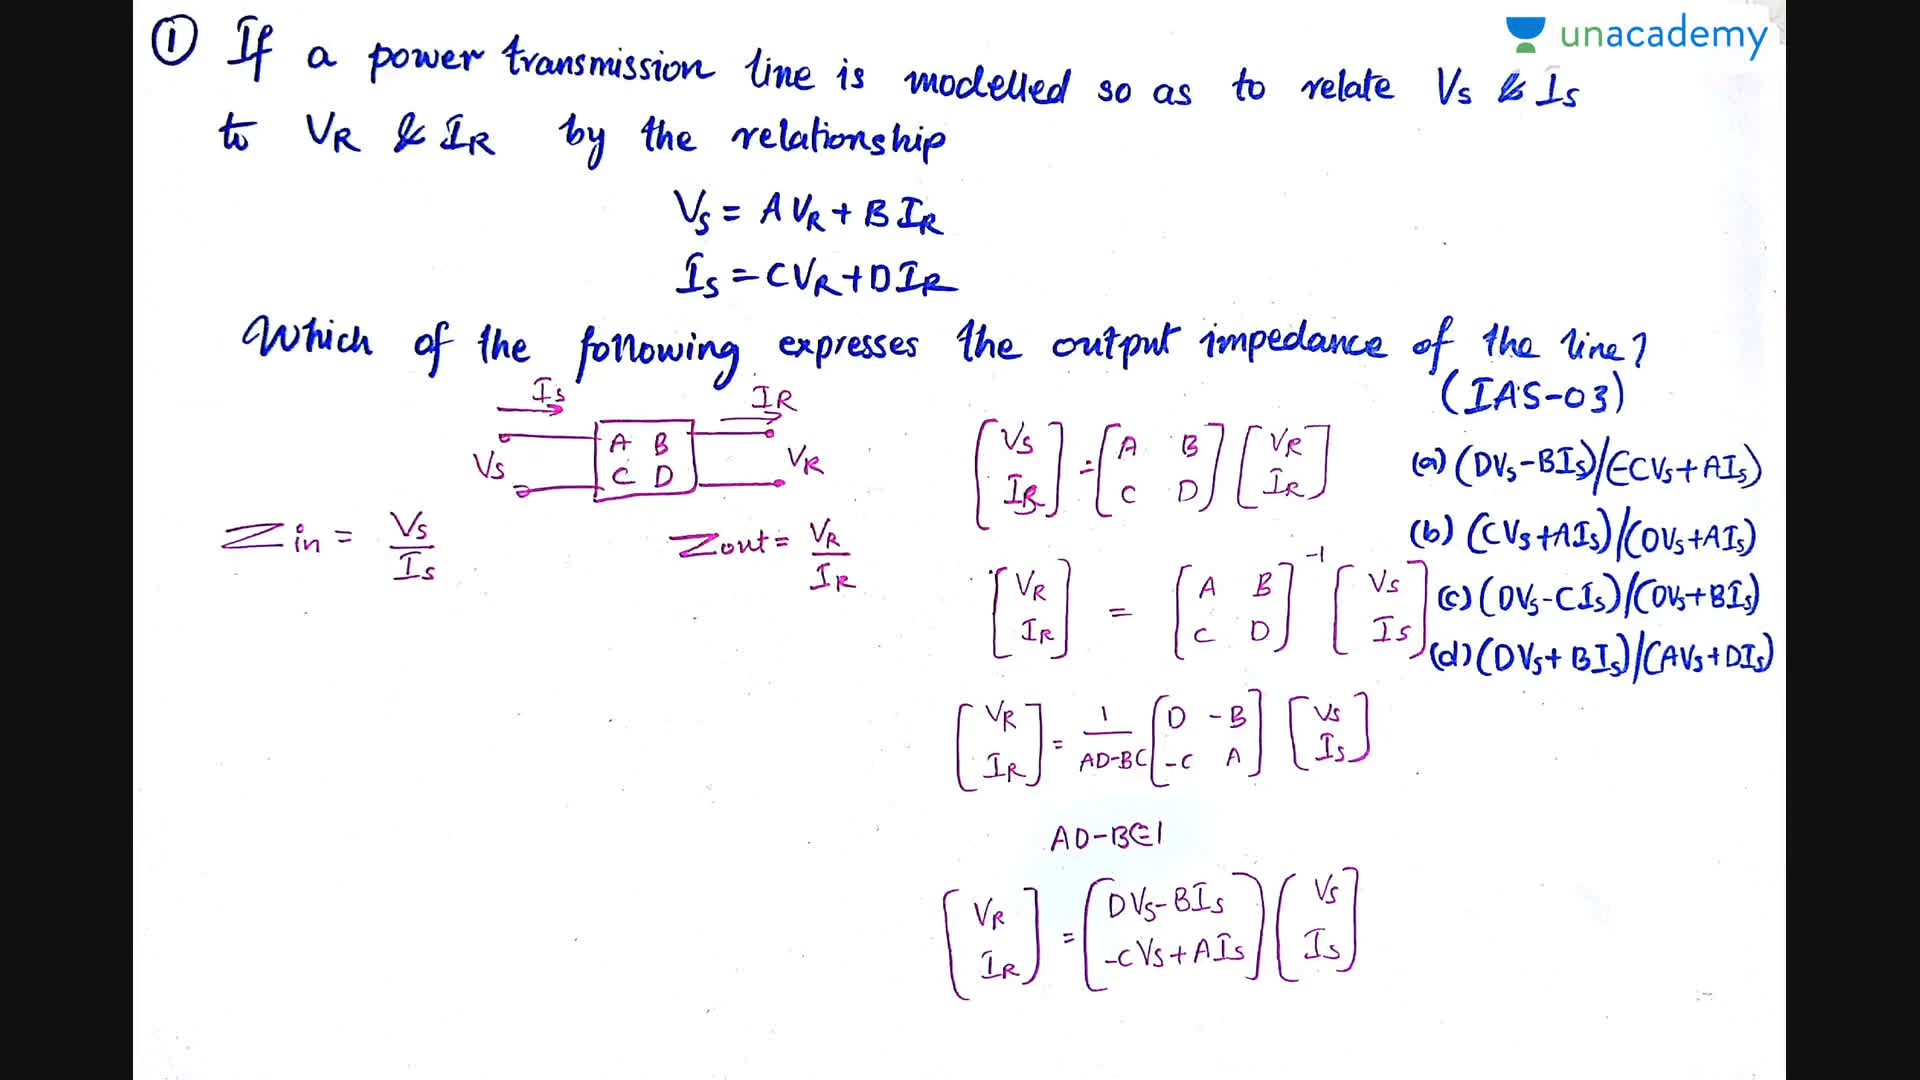 unacademy
① If a power transmission line is modelled so as to relate Vs & Is
to VR & IR by the relationship
Vs = A VR + B IR
Is = CVR + DIR
Which of the following expresses the output impedance of the line?
(IAS-03)
Is IR
Vs A B VR
C D
Zin = Vs / Is
Zout = VR / IR
[Vs] = [A B] [VR]
[IR] [C D] [IR]
[VR] = [A B]-1 [Vs]
[IR] [C D] [Is]
[VR] = 1 [D -B] [Vs]
[IR] AD-BC [-C A] [Is]
AD-BC=1
[VR] = [DVs-BIs] [Vs]
[IR] [-CVs+AIs] [Is]
(a) (DVs-BIs)/(-CVs+AIs)
(b) (CVs+AIs)/(DVs+AIs)
(c) (DVs-CIs)/(DVs+BIs)
(d) (DVs+BIs)/(AVs+DIs)